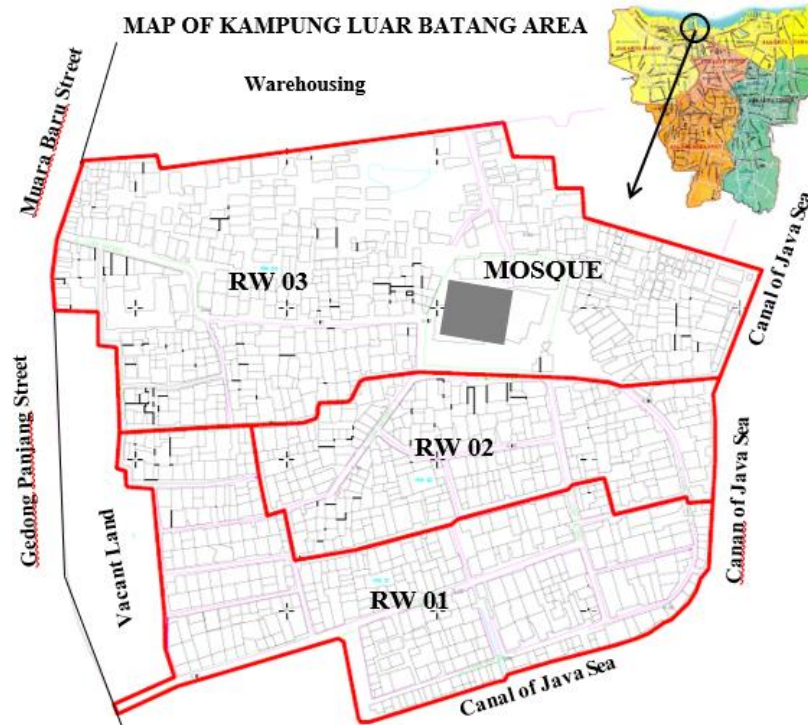 MAP OF KAMPUNG LUAR BATANG AREA
Warehousing
Muara Baru Street
MOSQUE
RW 03
Canal of Java Sea
Gedong Panjang Street
RW 02
Canan of Java Sea
Vacant Land
RW 01
Canal of Java Sea